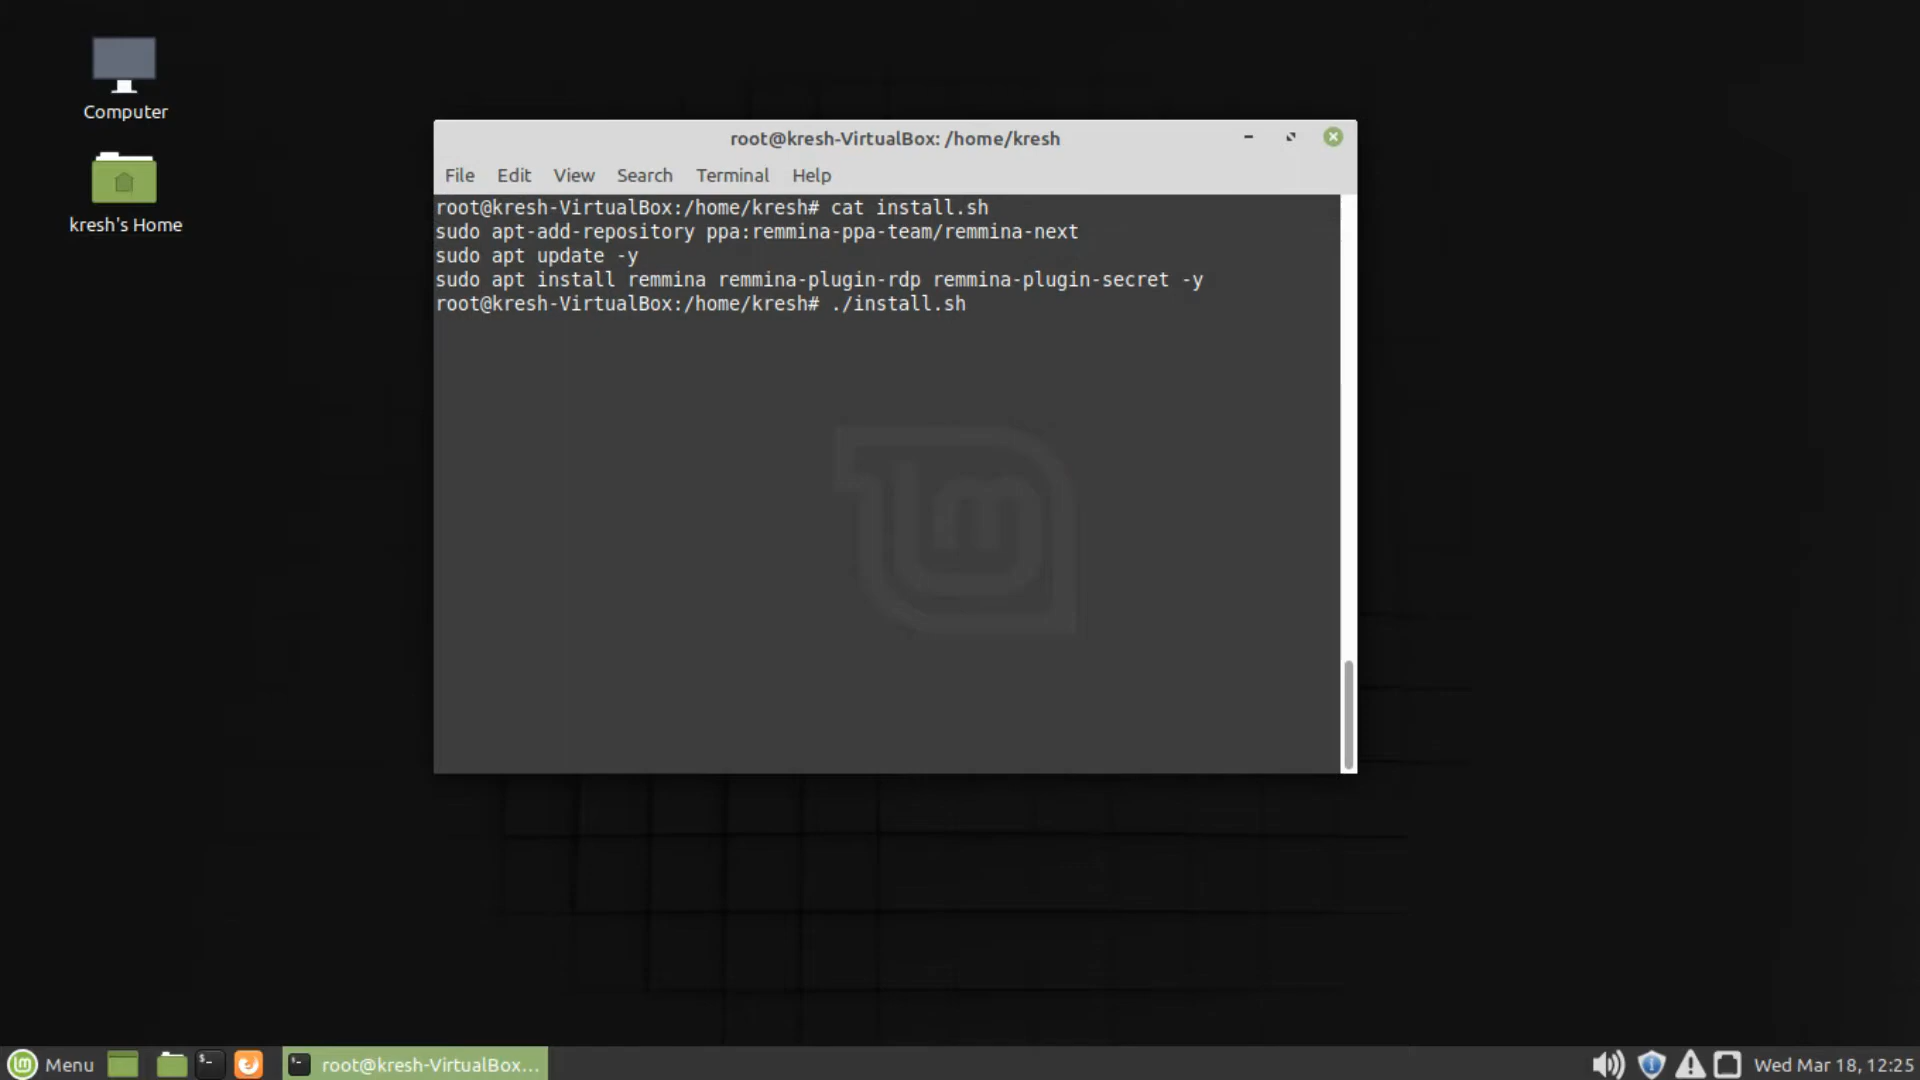 Computer
kresh's Home
root@kresh-VirtualBox: /home/kresh
File Edit View Search Terminal Help
root@kresh-VirtualBox:/home/kresh# cat install.sh
sudo apt-add-repository ppa:remmina-ppa-team/remmina-next
sudo apt update -y
sudo apt install remmina remmina-plugin-rdp remmina-plugin-secret -y
root@kresh-VirtualBox:/home/kresh# ./install.sh
Menu root@kresh-VirtualBox... Wed Mar 18, 12:25